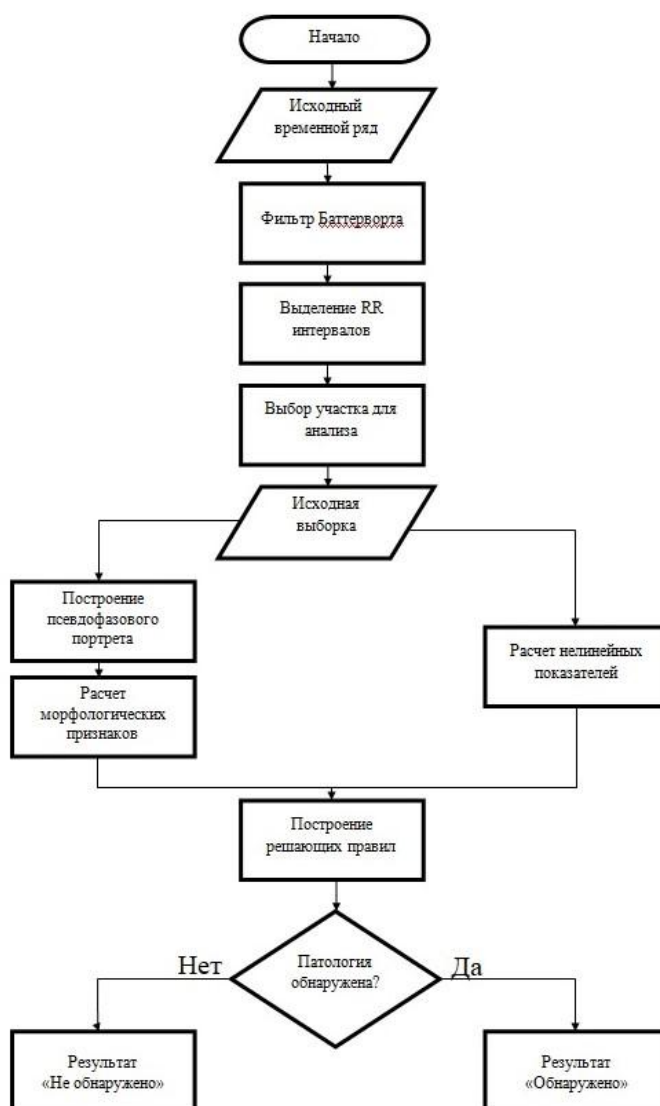 Начало
Исходный
временной ряд
Фильтр Баттерворта
Выделение RR
интервалов
Выбор участка для
анализа
Исходная
выборка
Построение
псевдофазового
портрета
Расчет нелинейных
показателей
Расчет
морфологических
признаков
Построение
решающих правил
Патология
обнаружена?
Нет
Да
Результат
«Не обнаружено»
Результат
«Обнаружено»